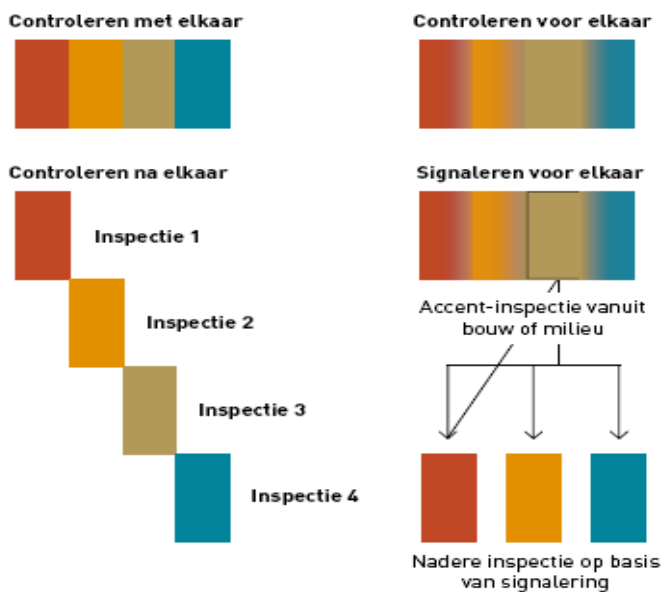 Controleren met elkaar
Controleren voor elkaar
Controleren na elkaar
Inspectie 1
Inspectie 2
Inspectie 3
Inspectie 4
Signaleren voor elkaar
Accent-inspectie vanuit
bouw of milieu
Nadere inspectie op basis
van signalering